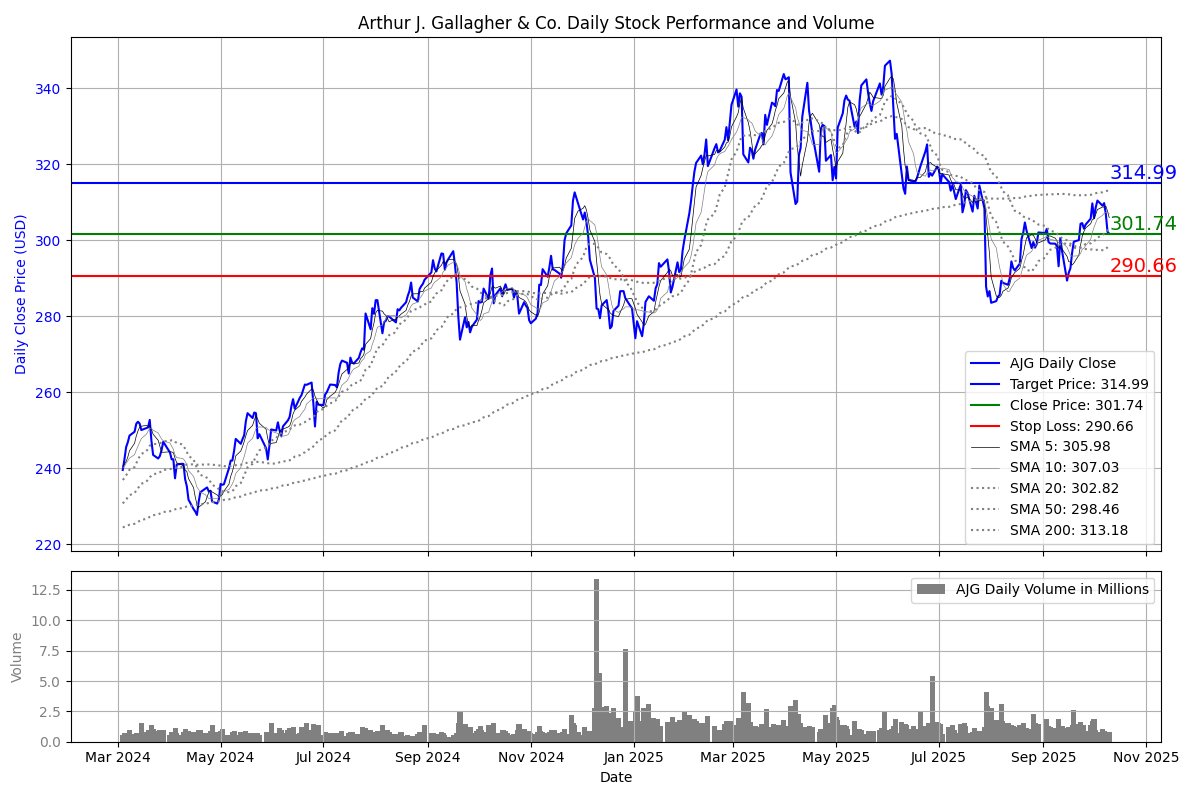 Arthur J. Gallagher & Co. Daily Stock Performance and Volume
Daily Close Price (USD)
340
320
300
280
260
240
220
314.99
301.74
290.66
AJG Daily Close
Target Price: 314.99
Close Price: 301.74
Stop Loss: 290.66
SMA 5: 305.98
SMA 10: 307.03
SMA 20: 302.82
SMA 50: 298.46
SMA 200: 313.18
Volume
12.5
10.0
7.5
5.0
2.5
0.0
AJG Daily Volume in Millions
Mar 2024 May 2024 Jul 2024 Sep 2024 Nov 2024 Jan 2025 Mar 2025 May 2025 Jul 2025 Sep 2025 Nov 2025
Date